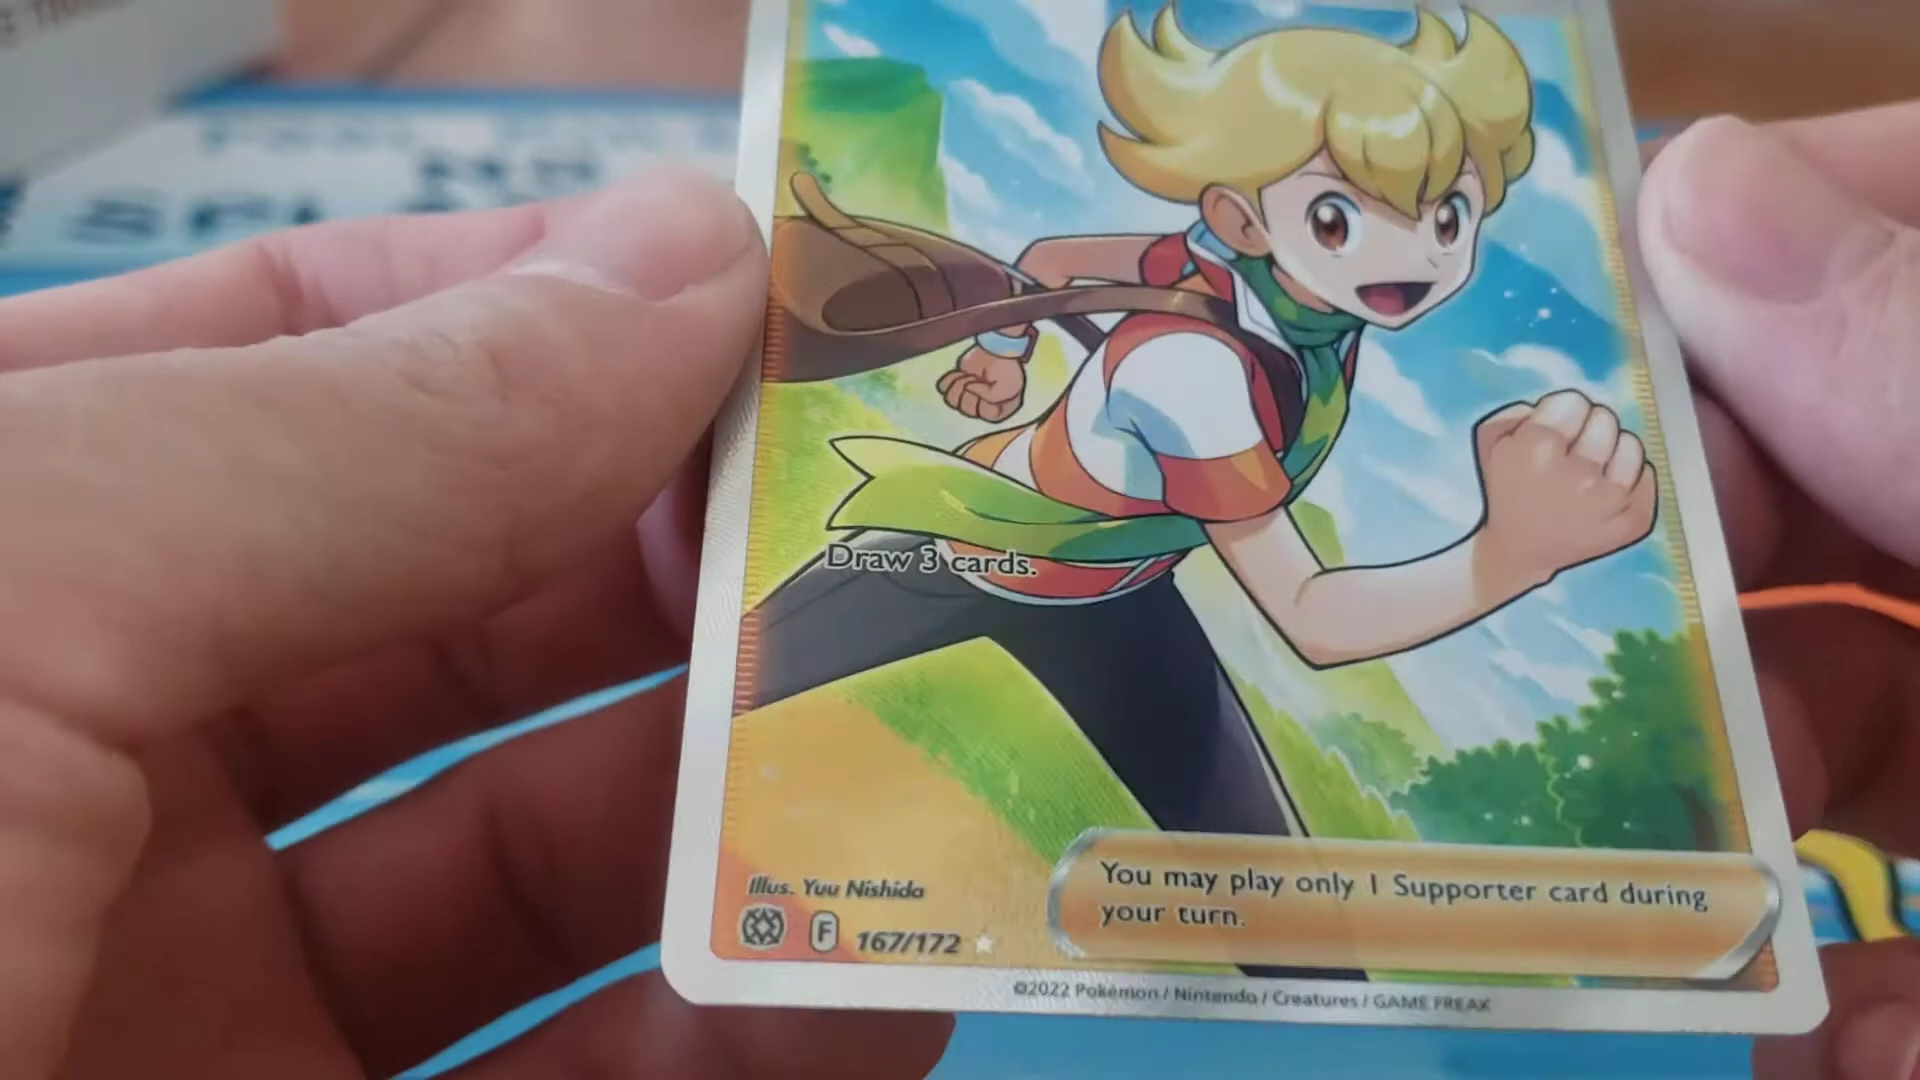 Draw 3 cards.
Illus. Yuu Nishida
F 167/172
You may play only 1 Supporter card during
your turn.
©2022 Pokémon / Nintendo / Creatures / GAME FREAK